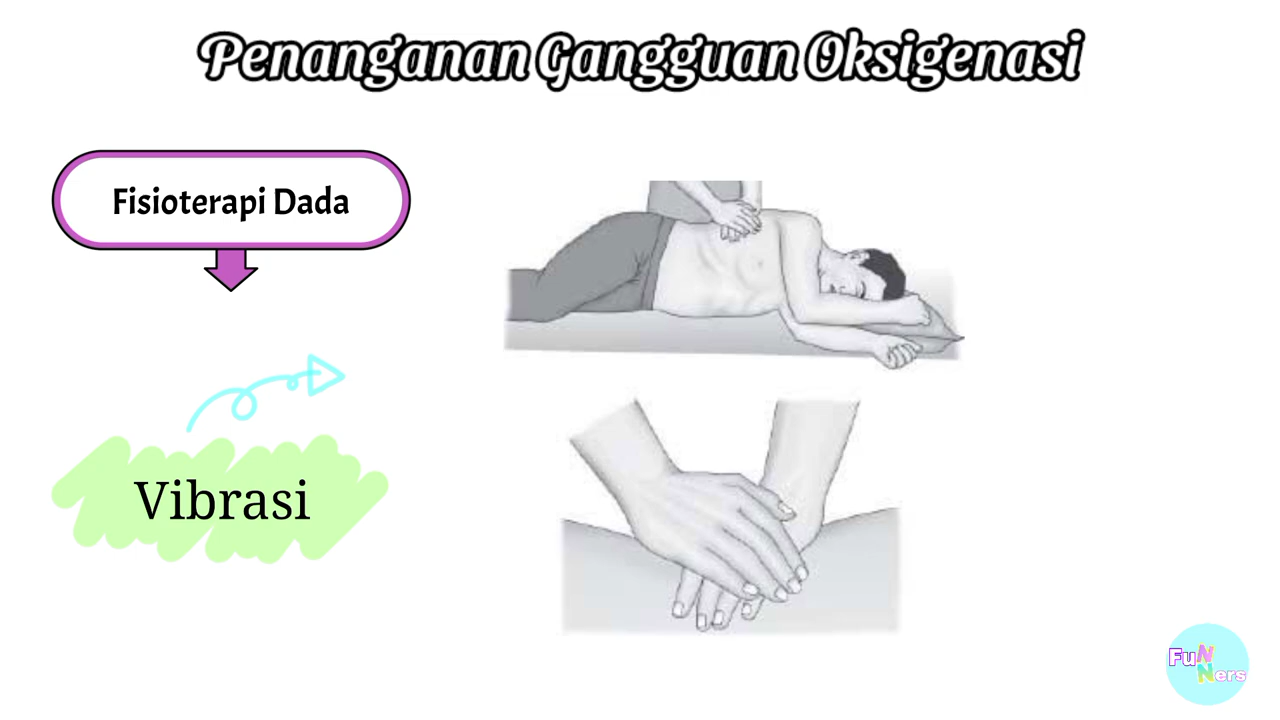 Penanganan Gangguan Oksigenasi
Fisioterapi Dada
Vibrasi
FuN
Ners